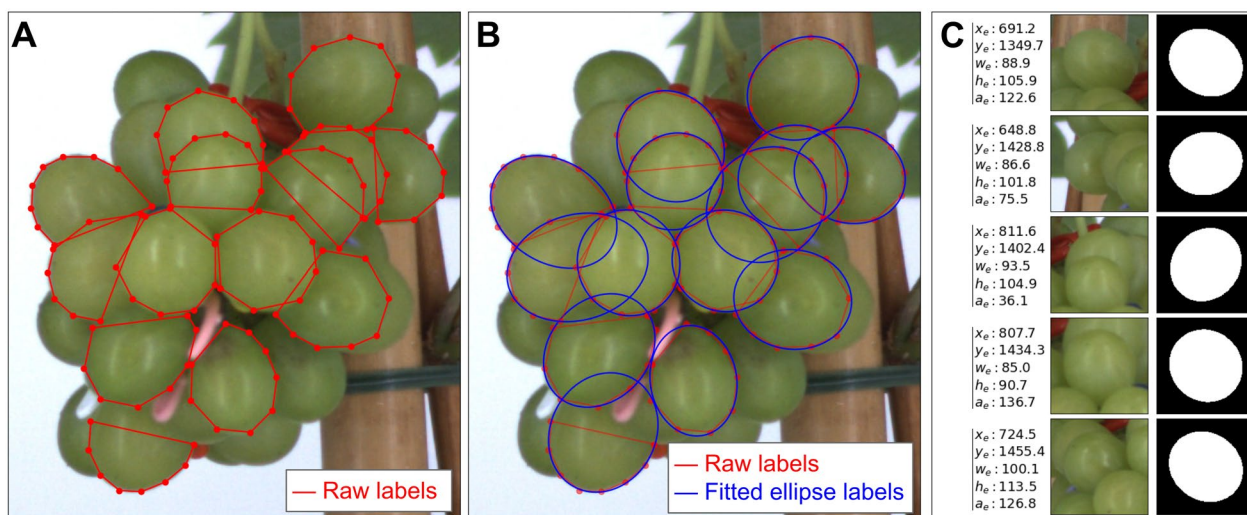 A
Raw labels
B
Raw labels
Fitted ellipse labels
C
xₑ: 691.2
yₑ: 1349.7
wₑ: 88.9
hₑ: 105.9
aₑ: 122.6
xₑ: 648.8
yₑ: 1428.8
wₑ: 86.6
hₑ: 101.8
aₑ: 75.5
xₑ: 811.6
yₑ: 1402.4
wₑ: 93.5
hₑ: 104.9
aₑ: 36.1
xₑ: 807.7
yₑ: 1434.3
wₑ: 85.0
hₑ: 90.7
aₑ: 136.7
xₑ: 724.5
yₑ: 1455.4
wₑ: 100.1
hₑ: 113.5
aₑ: 126.8